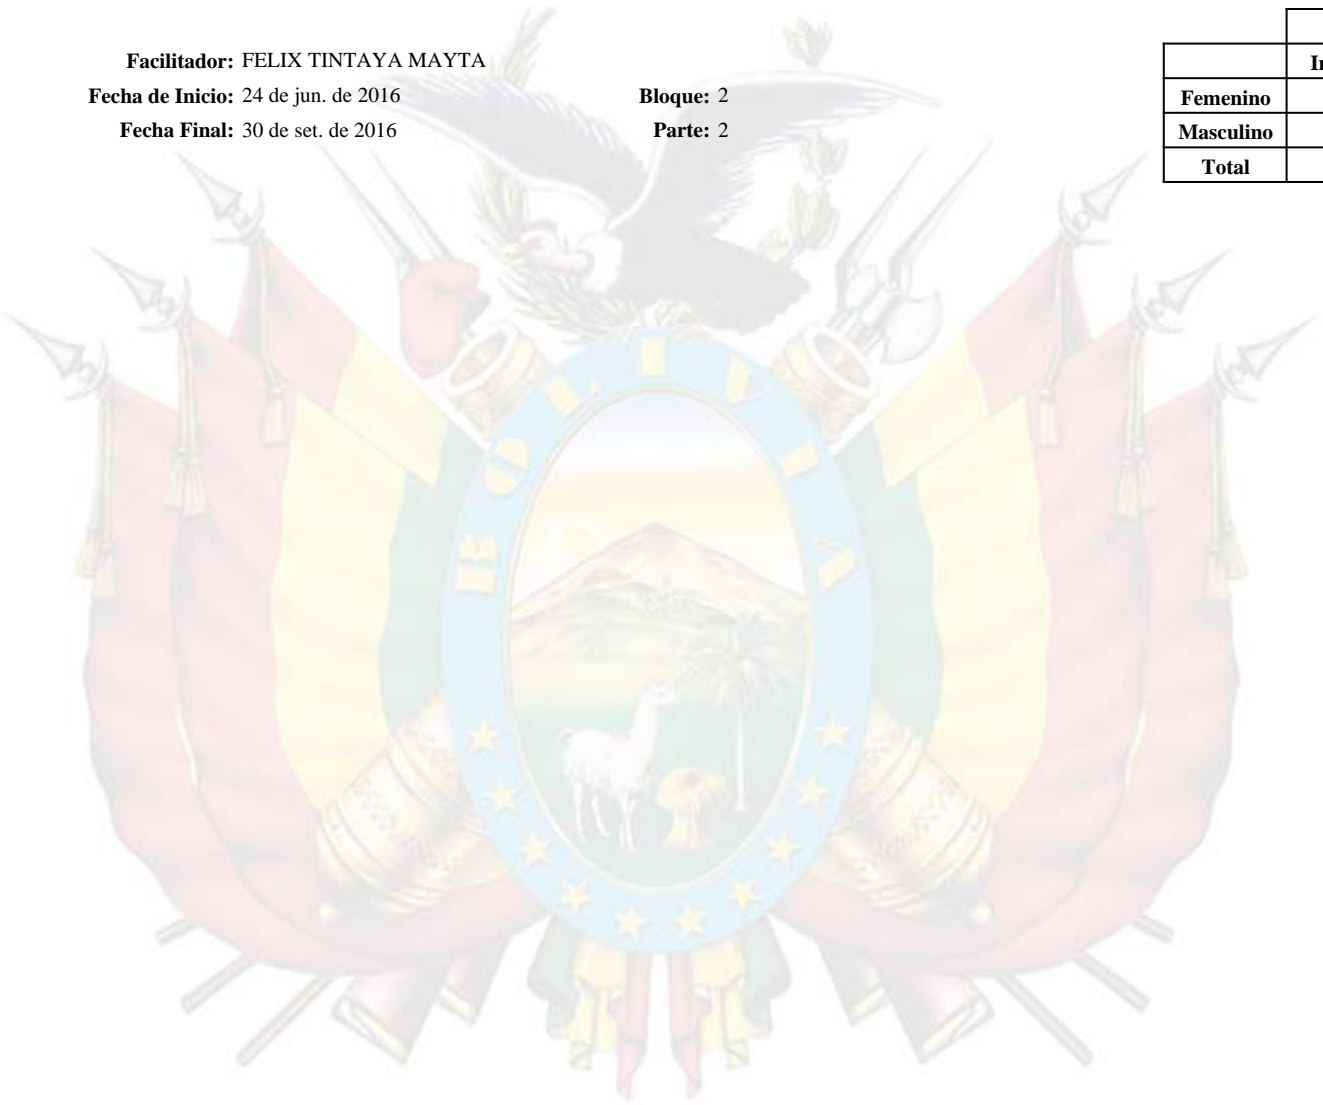 Facilitador: FELIX TINTAYA MAYTA
Fecha de Inicio: 24 de jun. de 2016 Bloque: 2
Fecha Final: 30 de set. de 2016 Parte: 2
Femenino
Masculino
Total
BOLIVIA